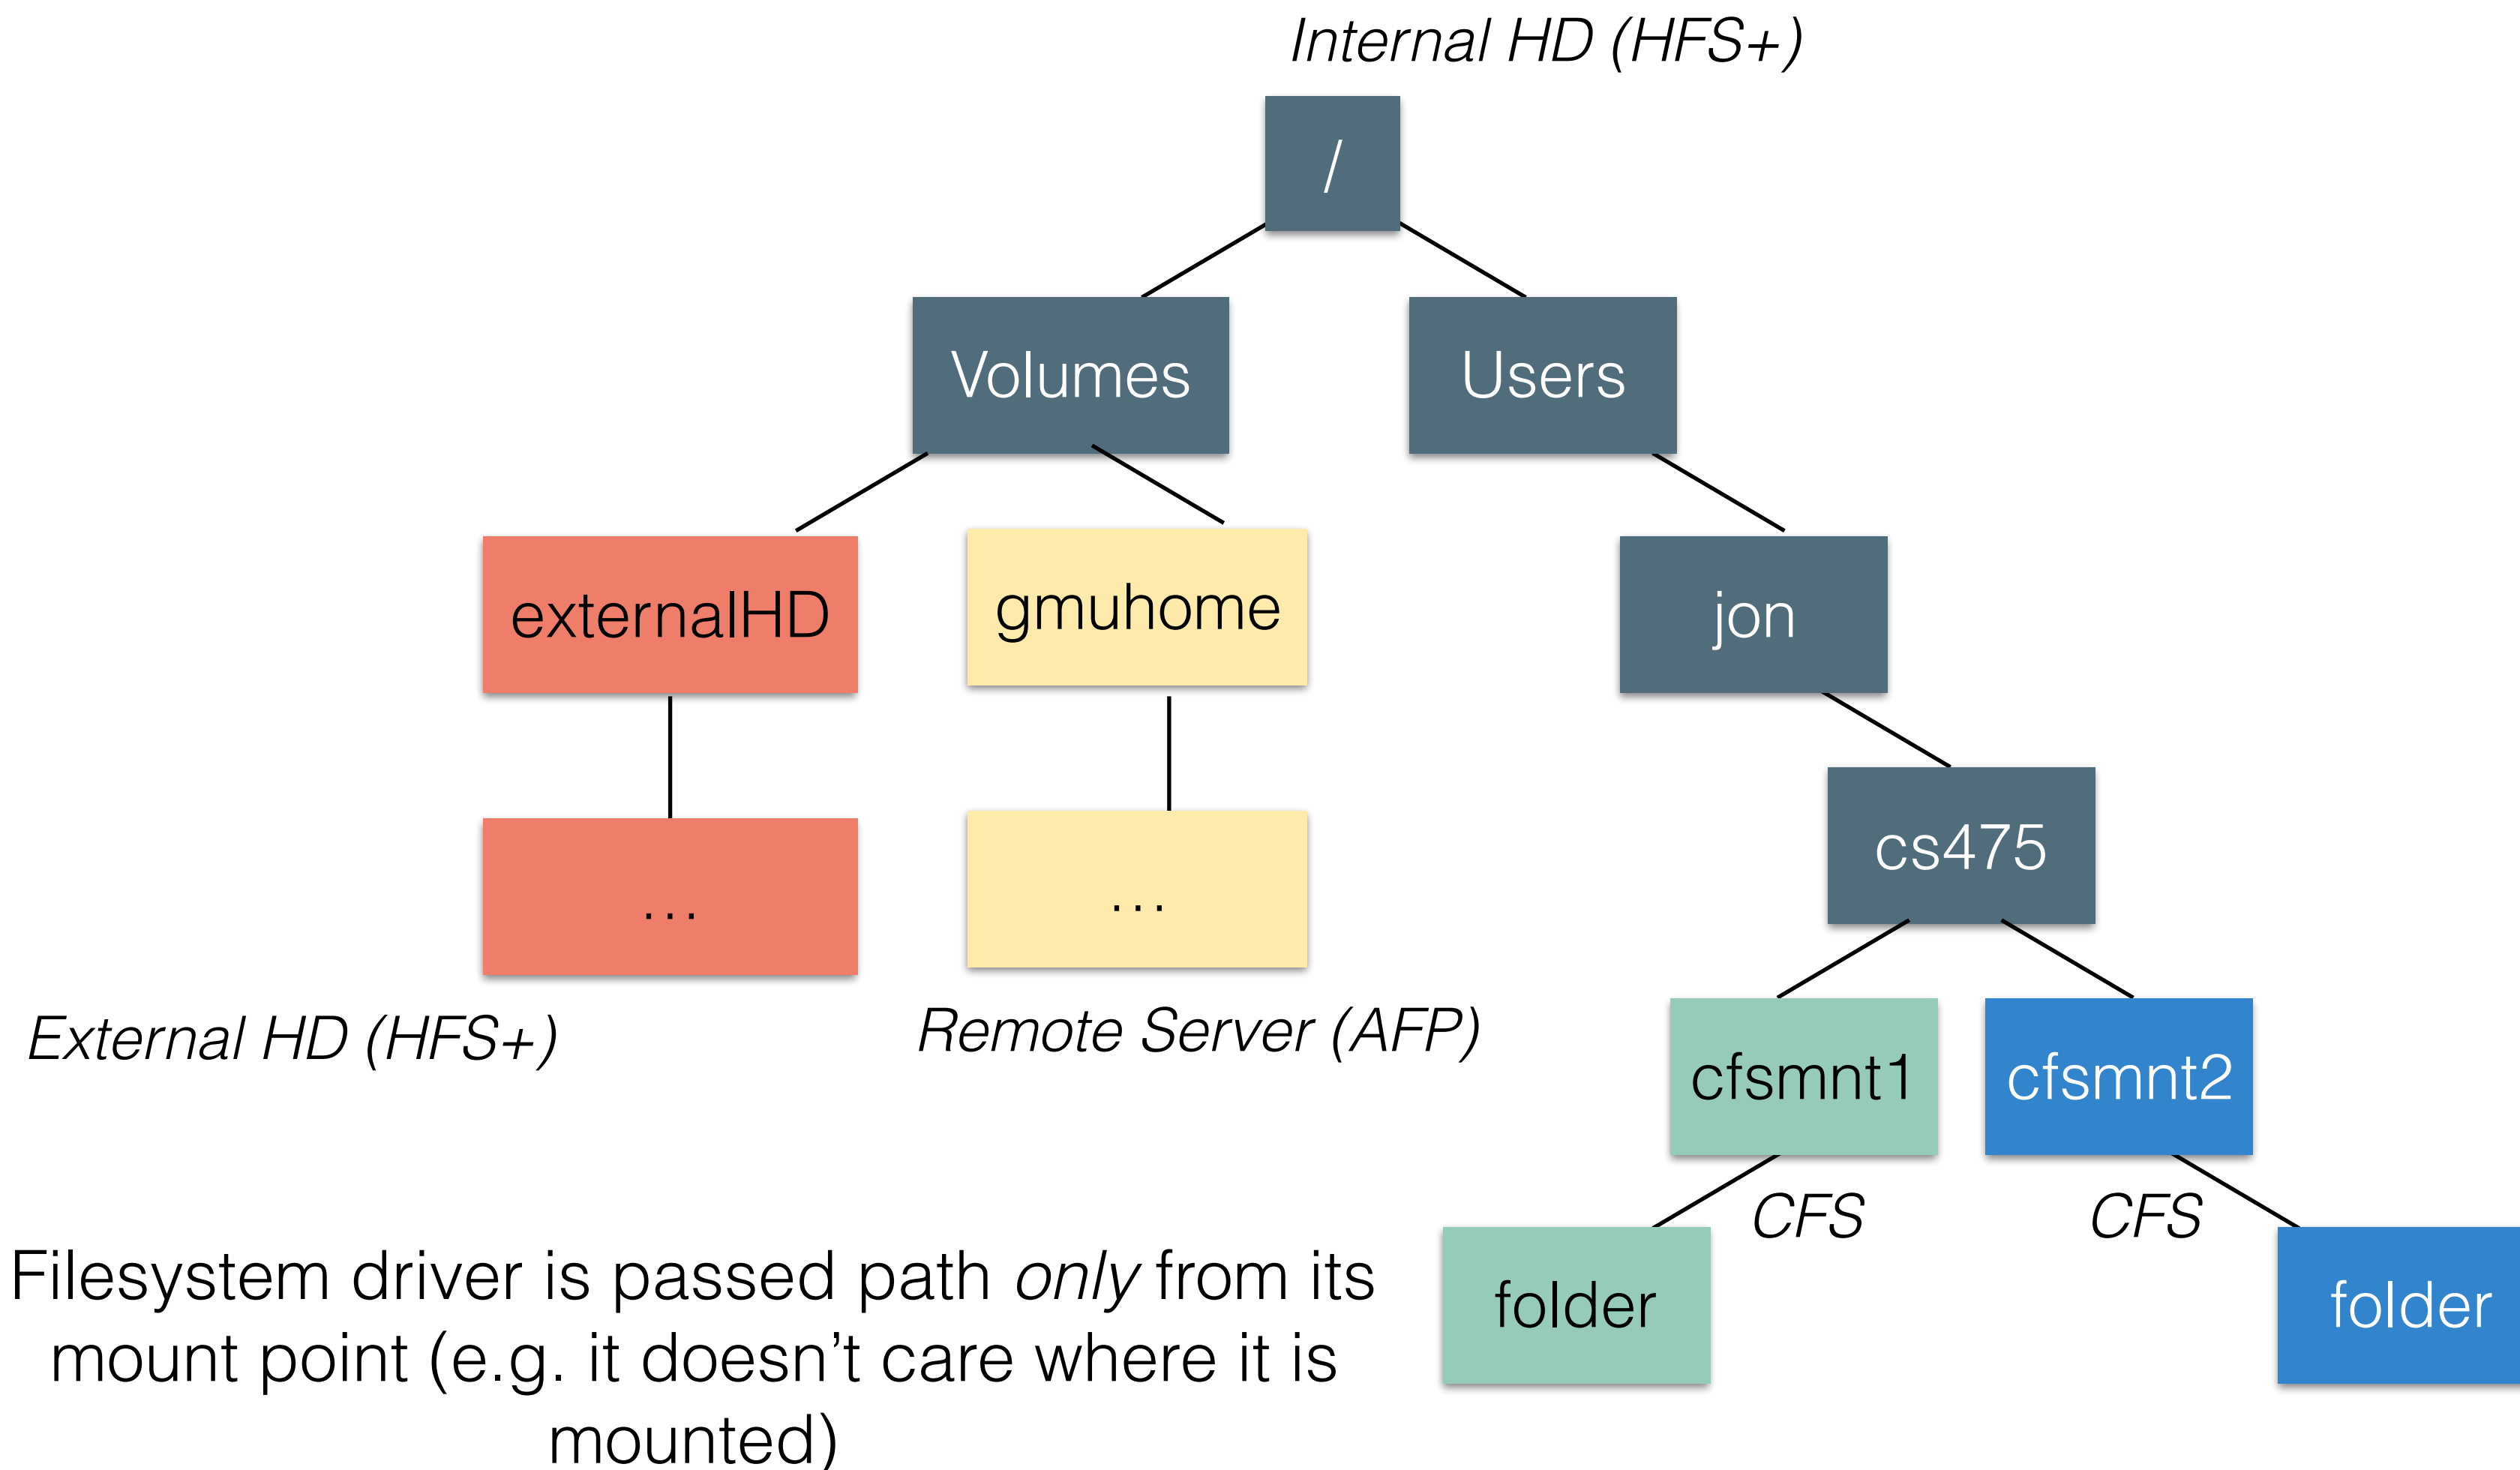 Internal HD (HFS+)
/
Volumes
Users
externalHD
gmuhome
jon
cs475
...
...
External HD (HFS+)
Remote Server (AFP)
cfsmnt1
cfsmnt2
CFS
CFS
folder
folder
Filesystem driver is passed path only from its
mount point (e.g. it doesn’t care where it is
mounted)